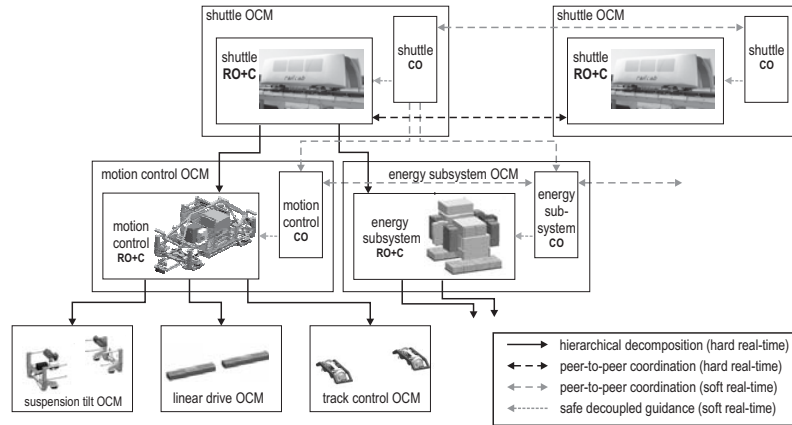 shuttle OCM
shuttle
RO+C
shuttle
CO
shuttle OCM
shuttle
RO+C
shuttle
CO
motion control OCM
motion
control
RO+C
motion
control
CO
energy subsystem OCM
energy
subsystem
RO+C
energy
sub-
system
CO
suspension tilt OCM
linear drive OCM
track control OCM
hierarchical decomposition (hard real-time)
peer-to-peer coordination (hard real-time)
peer-to-peer coordination (soft real-time)
safe decoupled guidance (soft real-time)